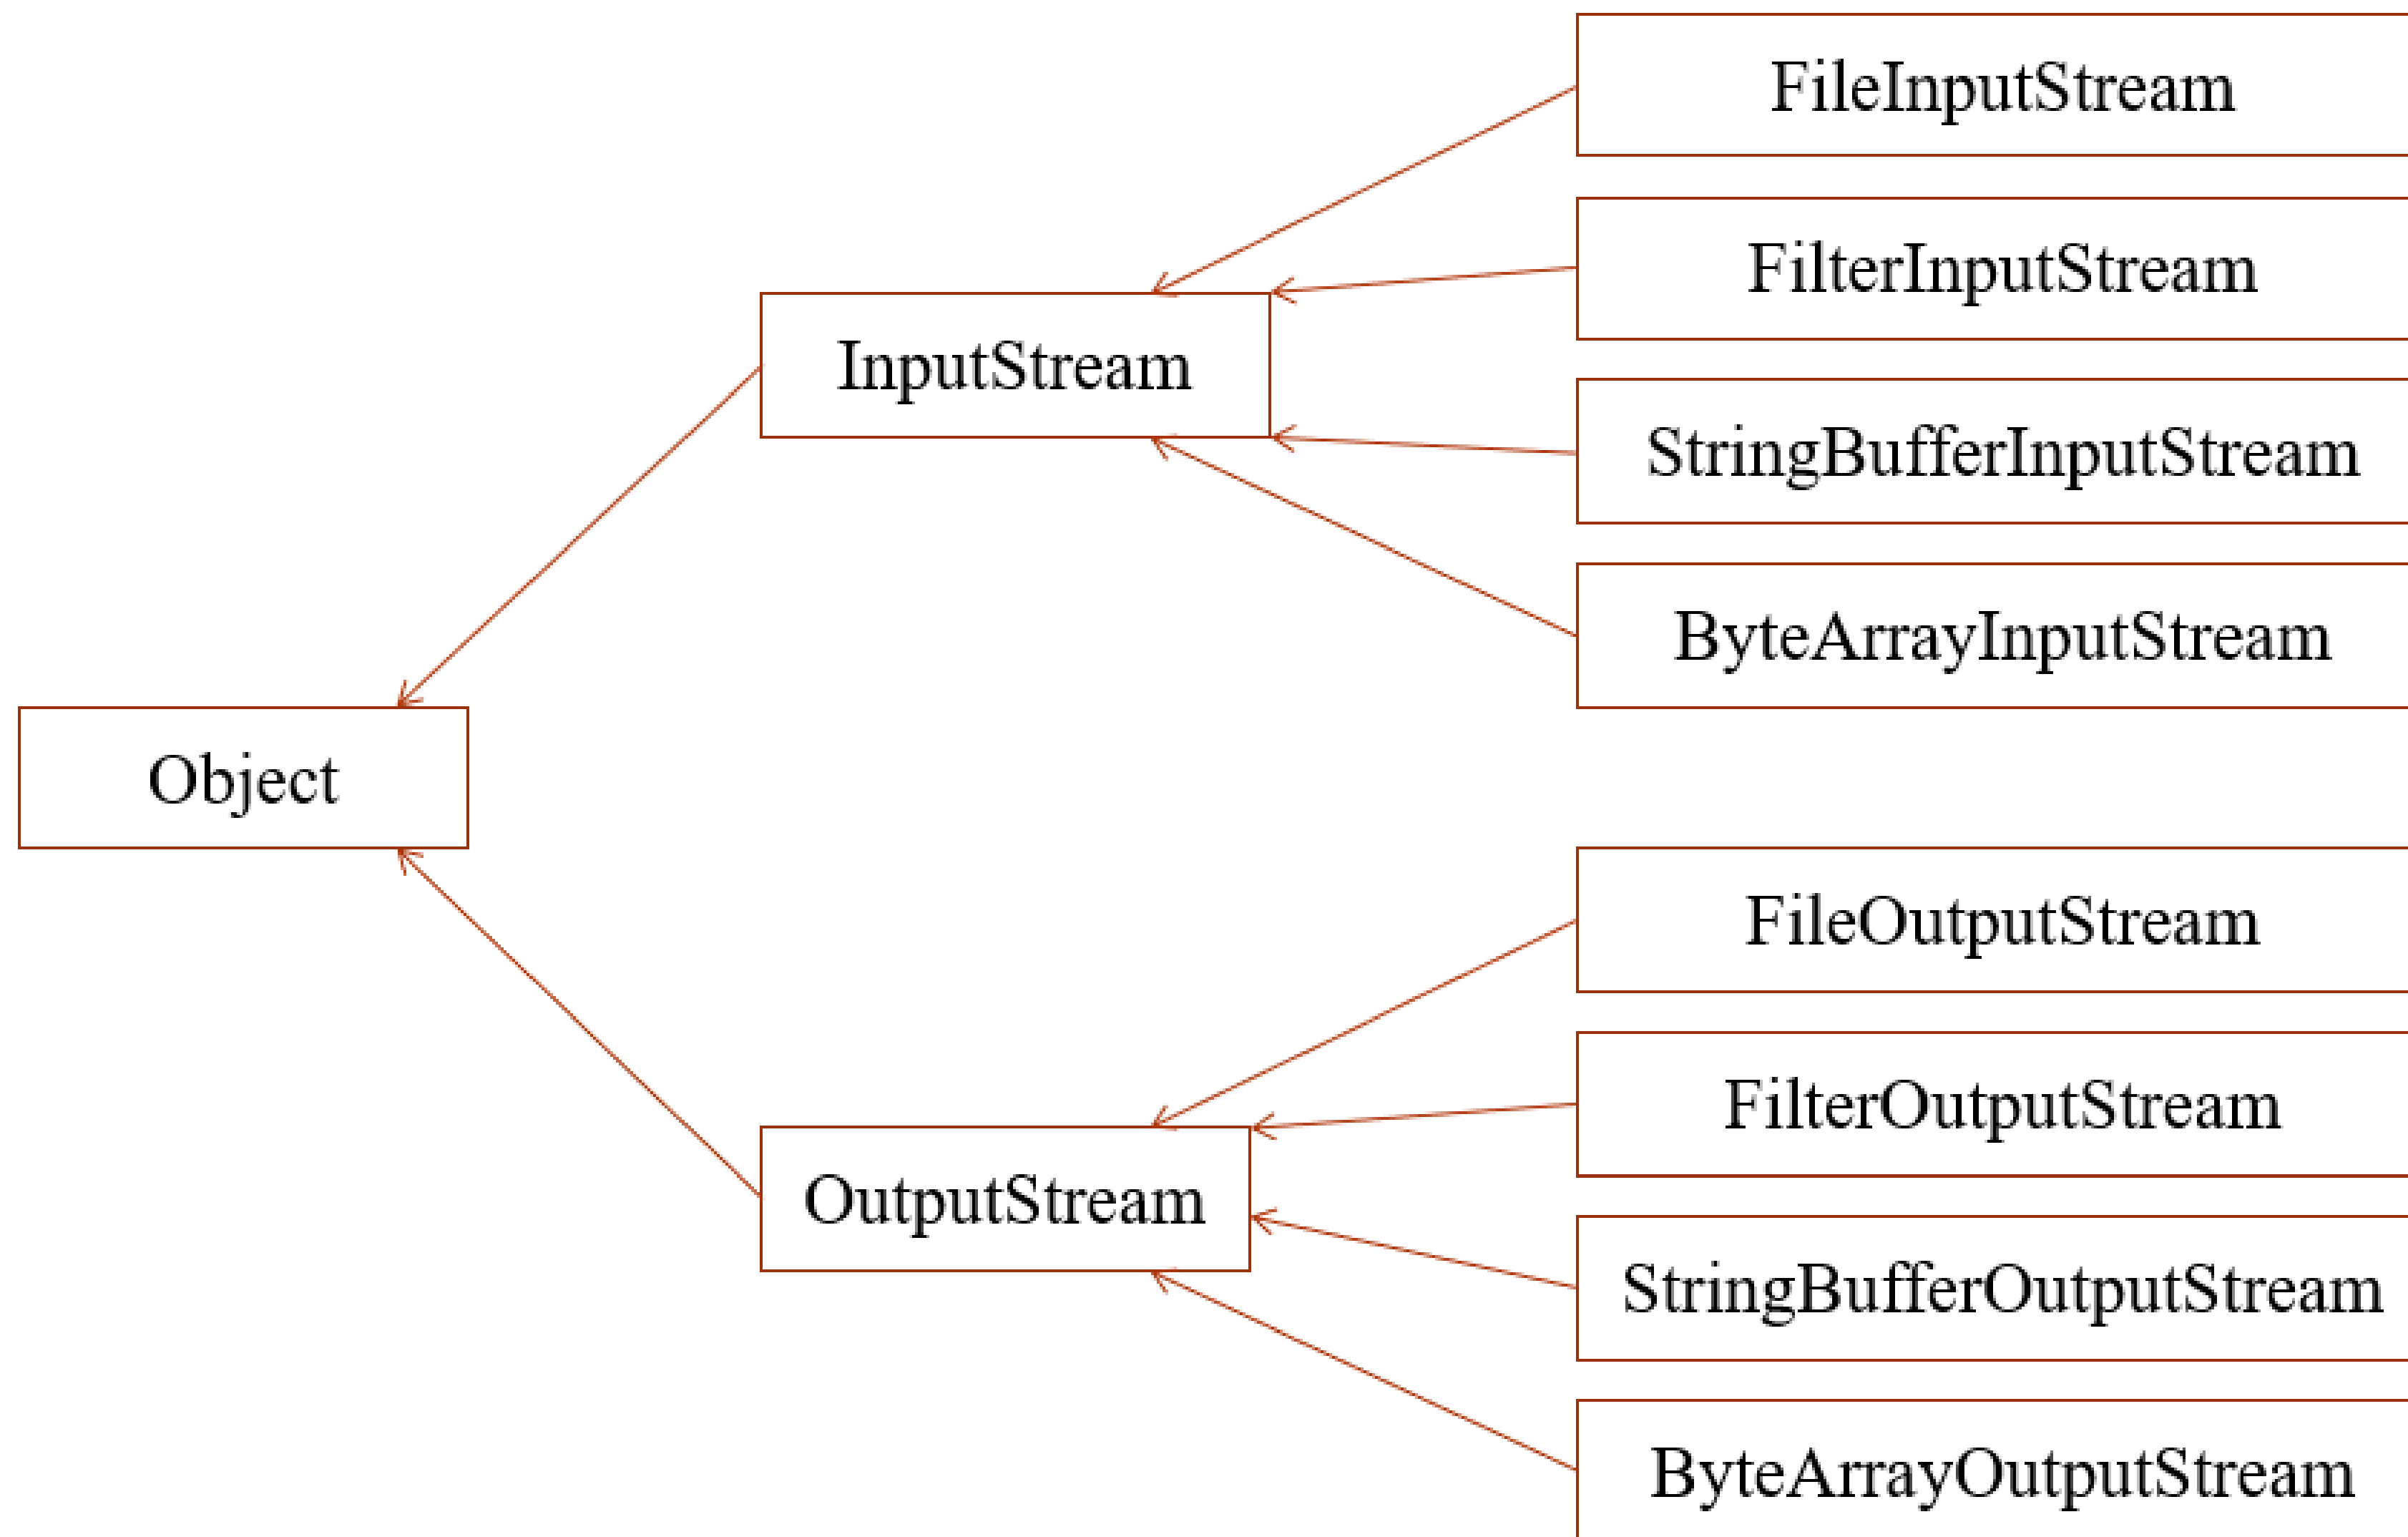 FileInputStream
FilterInputStream
InputStream
StringBufferInputStream
ByteArrayInputStream
Object
FileOutputStream
FilterOutputStream
OutputStream
StringBufferOutputStream
ByteArrayOutputStream